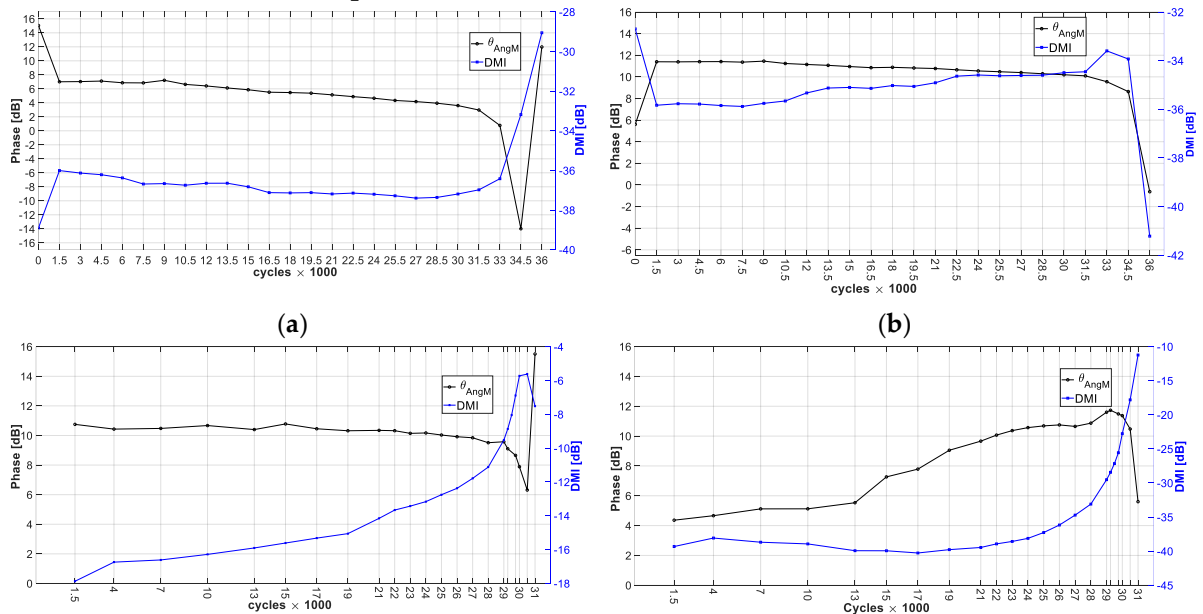 16 14 12 10 8 6 4 2 0 -2 -4 -6 -8 -10 -12 -14 -16
Phase [dB]
θAngM
DMI
-28 -30 -32 -34 -36 -38 -40
DMI [dB]
0 1.5 3 4.5 6 7.5 9 10.5 12 13.5 15 16.5 18 19.5 21 22.5 24 25.5 27 28.5 30 31.5 33 34.5 36
cycles × 1000
(a)
16 14 12 10 8 6 4 2 0 -2 -4 -6
Phase [dB]
θAngM
DMI
-32 -34 -36 -38 -40 -42
DMI [dB]
0 1.5 3 4.5 6 7.5 9 10.5 12 13.5 15 16.5 18 19.5 21 22.5 24 25.5 27 28.5 30 31.5 33 34.5 36
cycles × 1000
(b)
16 14 12 10 8 6 4 2 0
Phase [dB]
θAngM
DMI
-4 -6 -8 -10 -12 -14 -16 -18
DMI [dB]
1.5 4 7 10 13 15 17 19 21 22 23 24 25 26 27 28 29 30 31
cycles × 1000
16 14 12 10 8 6 4 2 0
Phase [dB]
θAngM
DMI
-10 -15 -20 -25 -30 -35 -40 -45
DMI [dB]
1.5 4 7 10 13 15 17 19 21 22 23 24 25 26 27 28 29 30 31
Cycles × 1000